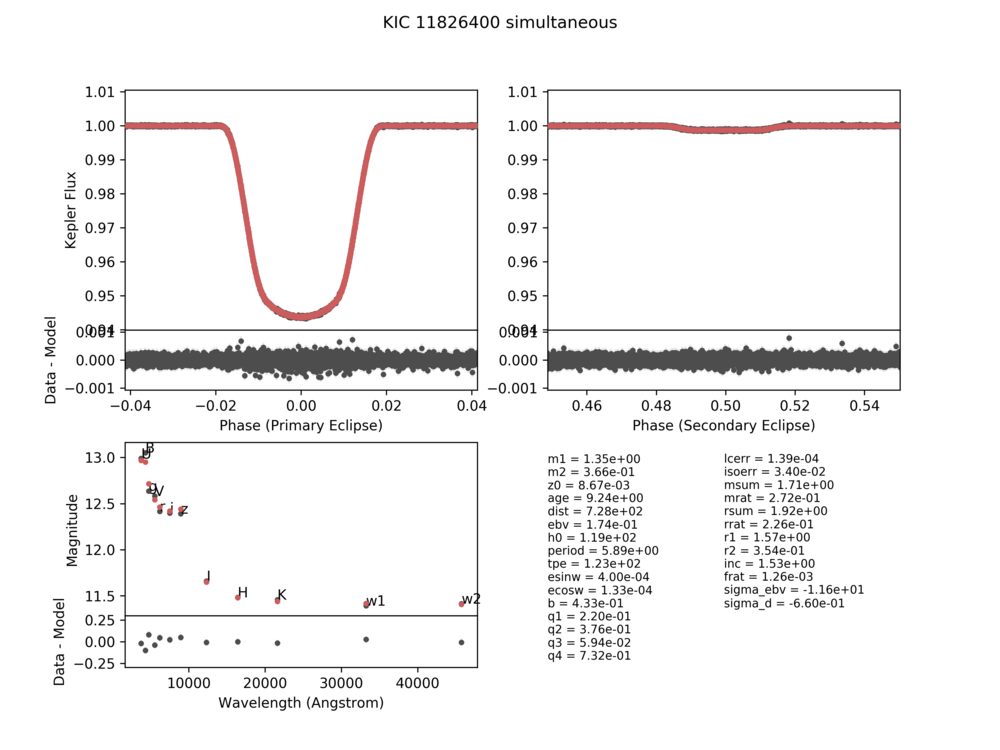 KIC 11826400 simultaneous
1.01
1.00
0.99
0.98
0.97
0.96
0.95
0.94
Kepler Flux
0.001
0.000
−0.001
Data - Model
−0.04 −0.02 0.00 0.02 0.04
Phase (Primary Eclipse)
1.01
1.00
0.99
0.98
0.97
0.96
0.95
0.94
0.001
0.000
−0.001
0.46 0.48 0.50 0.52 0.54
Phase (Secondary Eclipse)
13.0
12.5
12.0
11.5
Magnitude
B
V
r i z
J
H
K
w1
w2
0.25
0.00
−0.25
Data - Model
10000 20000 30000 40000
Wavelength (Angstrom)
m1 = 1.35e+00
m2 = 3.66e-01
z0 = 8.67e-03
age = 9.24e+00
dist = 7.28e+02
ebv = 1.74e-01
h0 = 1.19e+02
period = 5.89e+00
tpe = 1.23e+02
esinw = 4.00e-04
ecosw = 1.33e-04
b = 4.33e-01
q1 = 2.20e-01
q2 = 3.76e-01
q3 = 5.94e-02
q4 = 7.32e-01
lcerr = 1.39e-04
isoerr = 3.40e-02
msum = 1.71e+00
mrat = 2.72e-01
rsum = 1.92e+00
rrat = 2.26e-01
r1 = 1.57e+00
r2 = 3.54e-01
inc = 1.53e+00
frat = 1.26e-03
sigma_ebv = -1.16e+01
sigma_d = -6.60e-01